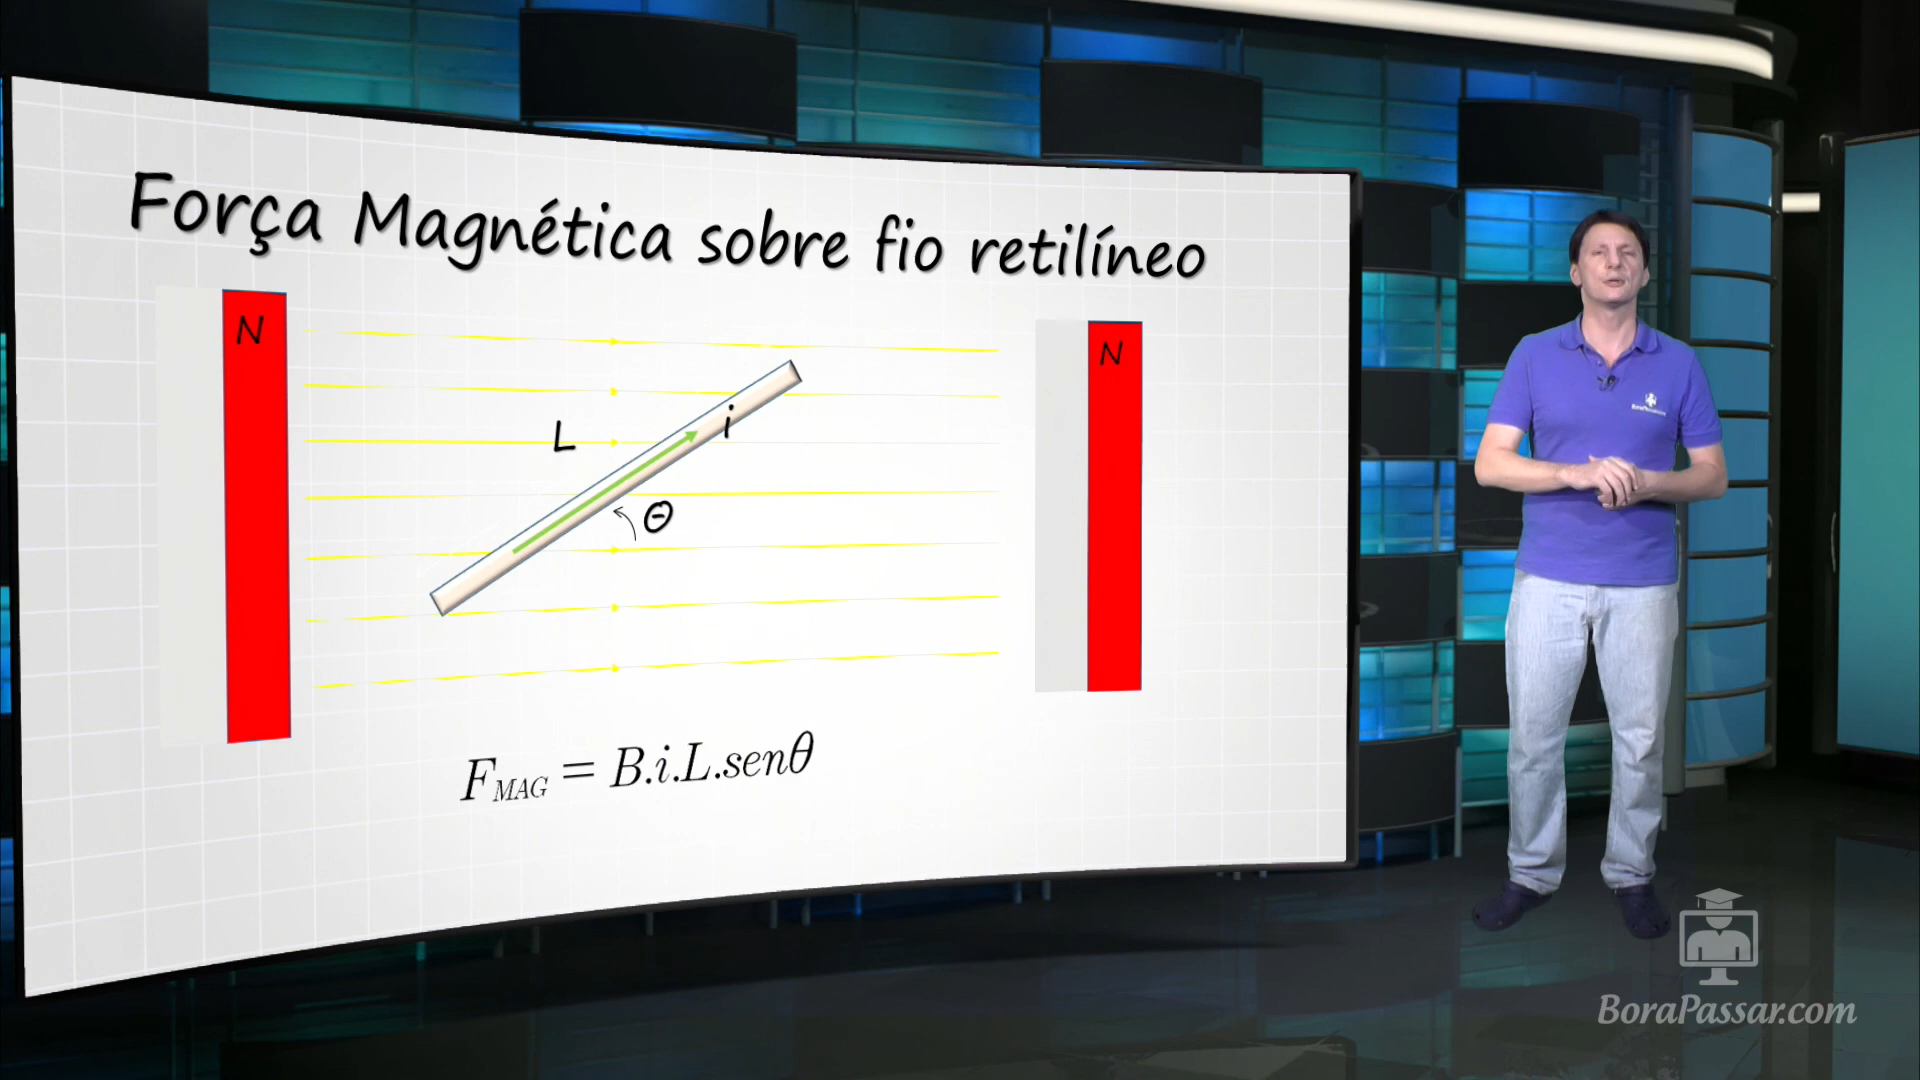 Força Magnética sobre fio retilíneo
N
N
L
i
Θ
F_MAG = B.i.L.senθ
BoraPassar.com